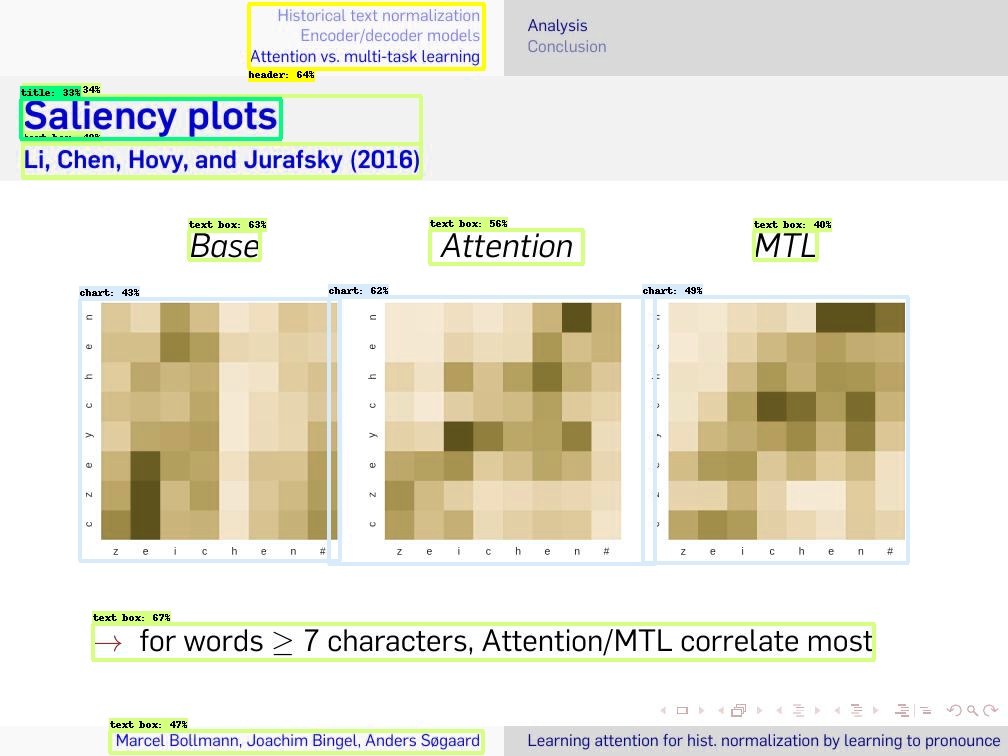 Historical text normalization
Encoder/decoder models
Attention vs. multi-task learning
Analysis
Conclusion
header: 64%
title: 33% 34%
Saliency plots
Li, Chen, Hovy, and Jurafsky (2016)
text box: 63%
Base
text box: 56%
Attention
text box: 40%
MTL
chart: 43%
n
e
h
c
y
e
z
c
z e i c h e n #
chart: 62%
n
e
h
c
y
e
z
c
z e i c h e n #
chart: 49%
z e i c h e n #
text box: 67%
→ for words ≥ 7 characters, Attention/MTL correlate most
text box: 47%
Marcel Bollmann, Joachim Bingel, Anders Søgaard
Learning attention for hist. normalization by learning to pronounce